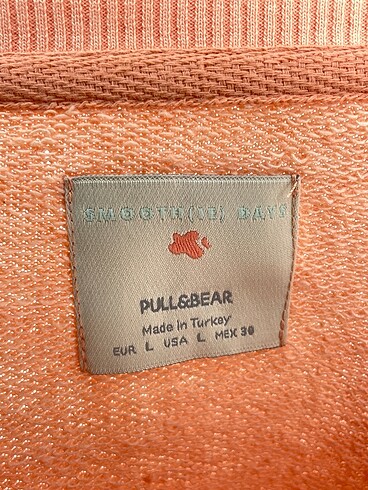 SMOOTH(IE) DAYS
PULL&BEAR
Made in Turkey
EUR L USA L MEX 30